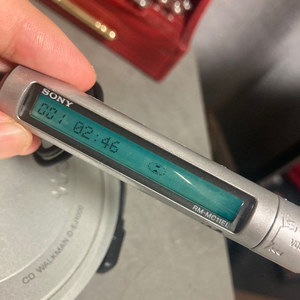 SONY
001 02:46
RM-MC11EL
CD WALKMAN